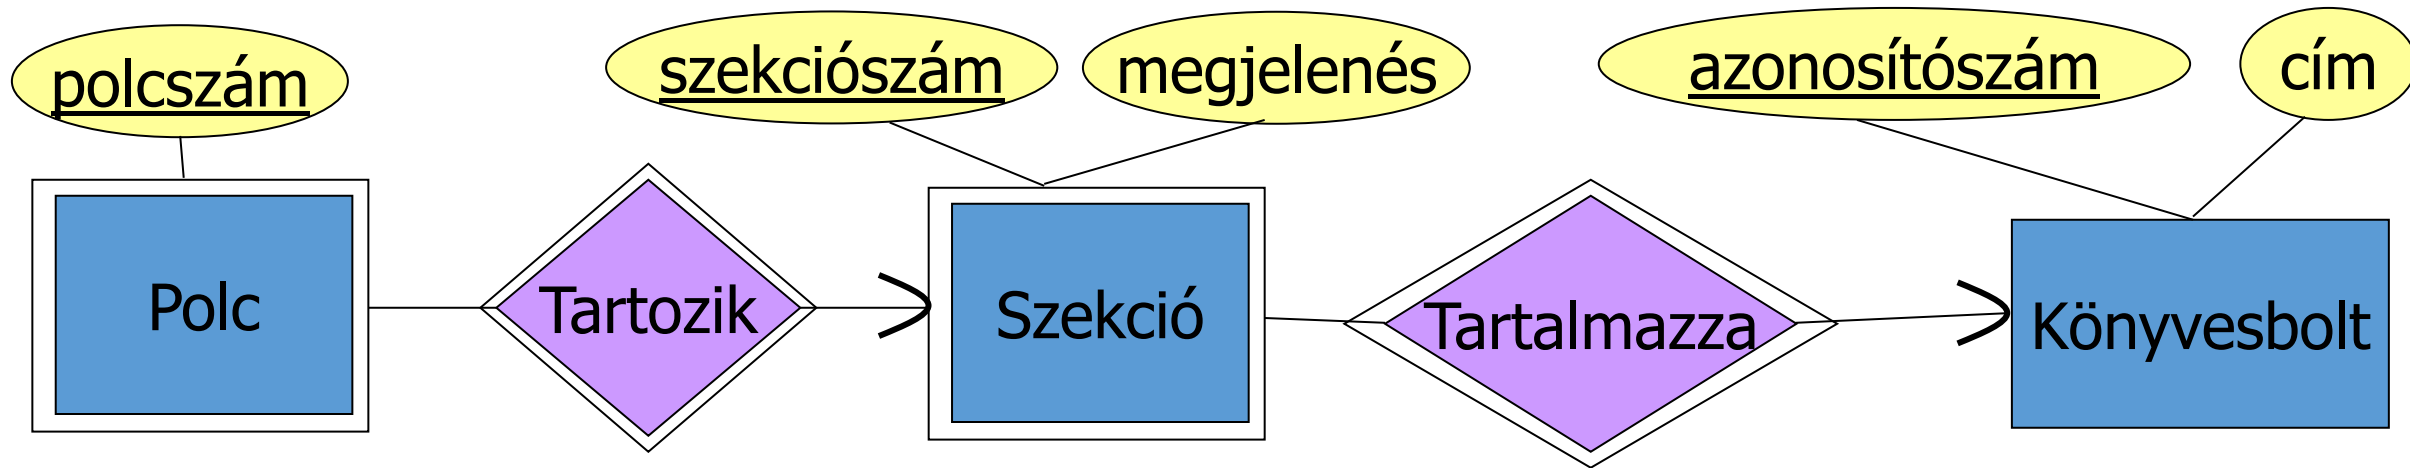 polcszám
szekciószám
megjelenés
azonosítószám
cím
Polc
Tartozik
Szekció
Tartalmazza
Könyvesbolt